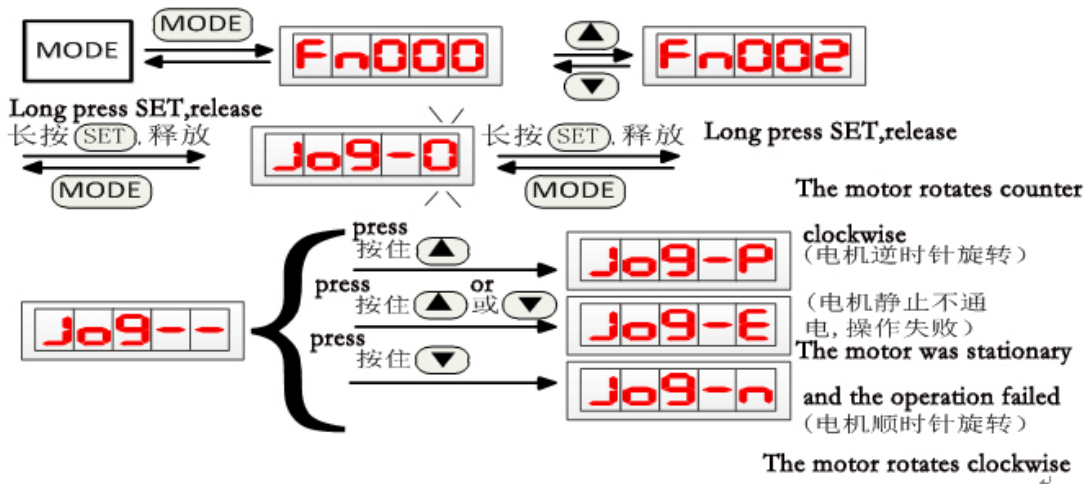 MODE
MODE
Fn000
Fn002
Long press SET,release
长按 SET, 释放
MODE
Jog-0
长按 SET, 释放
MODE
Long press SET,release
The motor rotates counter
clockwise
(电机逆时针旋转)
press
按住
Jog-P
press or
按住 或
Jog-E
(电机静止不通
电,操作失败)
The motor was stationary
and the operation failed
Jog--
press
按住
Jog-n
(电机顺时针旋转)
The motor rotates clockwise